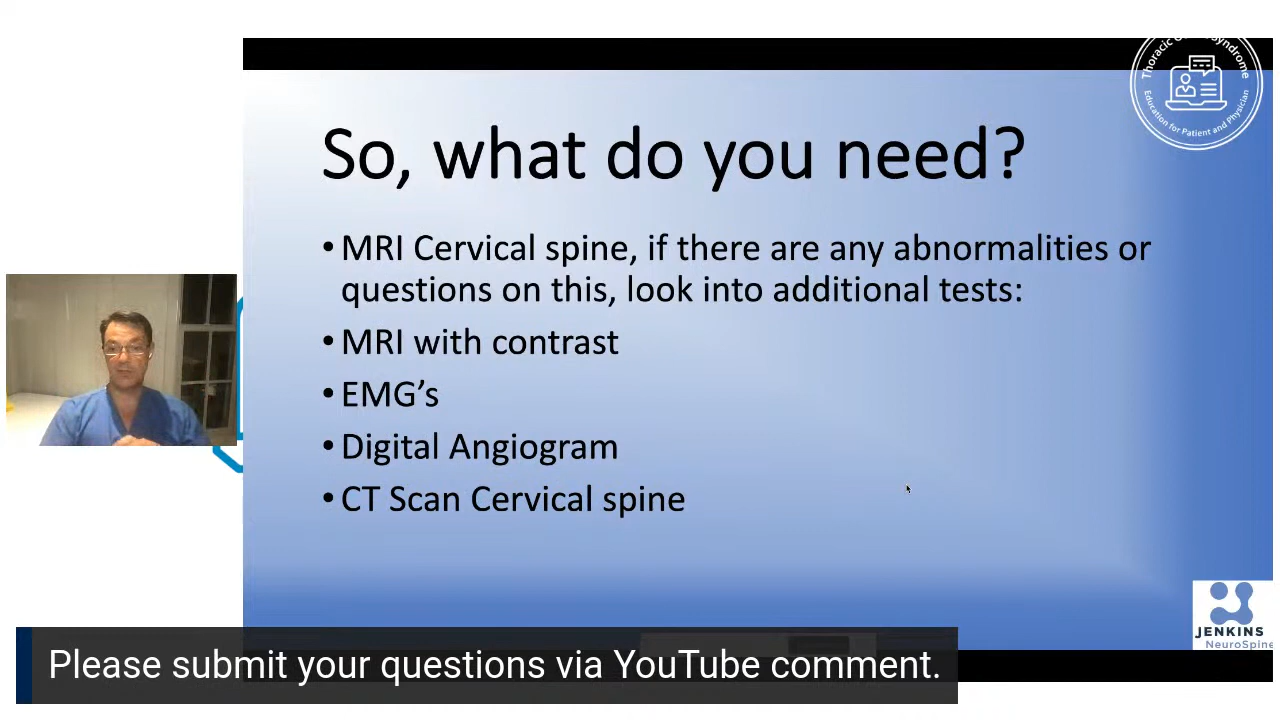 Thoracic Outlet Syndrome
Education for Patient and Physician
So, what do you need?
• MRI Cervical spine, if there are any abnormalities or
questions on this, look into additional tests:
• MRI with contrast
• EMG’s
• Digital Angiogram
• CT Scan Cervical spine
JENKINS
NeuroSpine
Please submit your questions via YouTube comment.